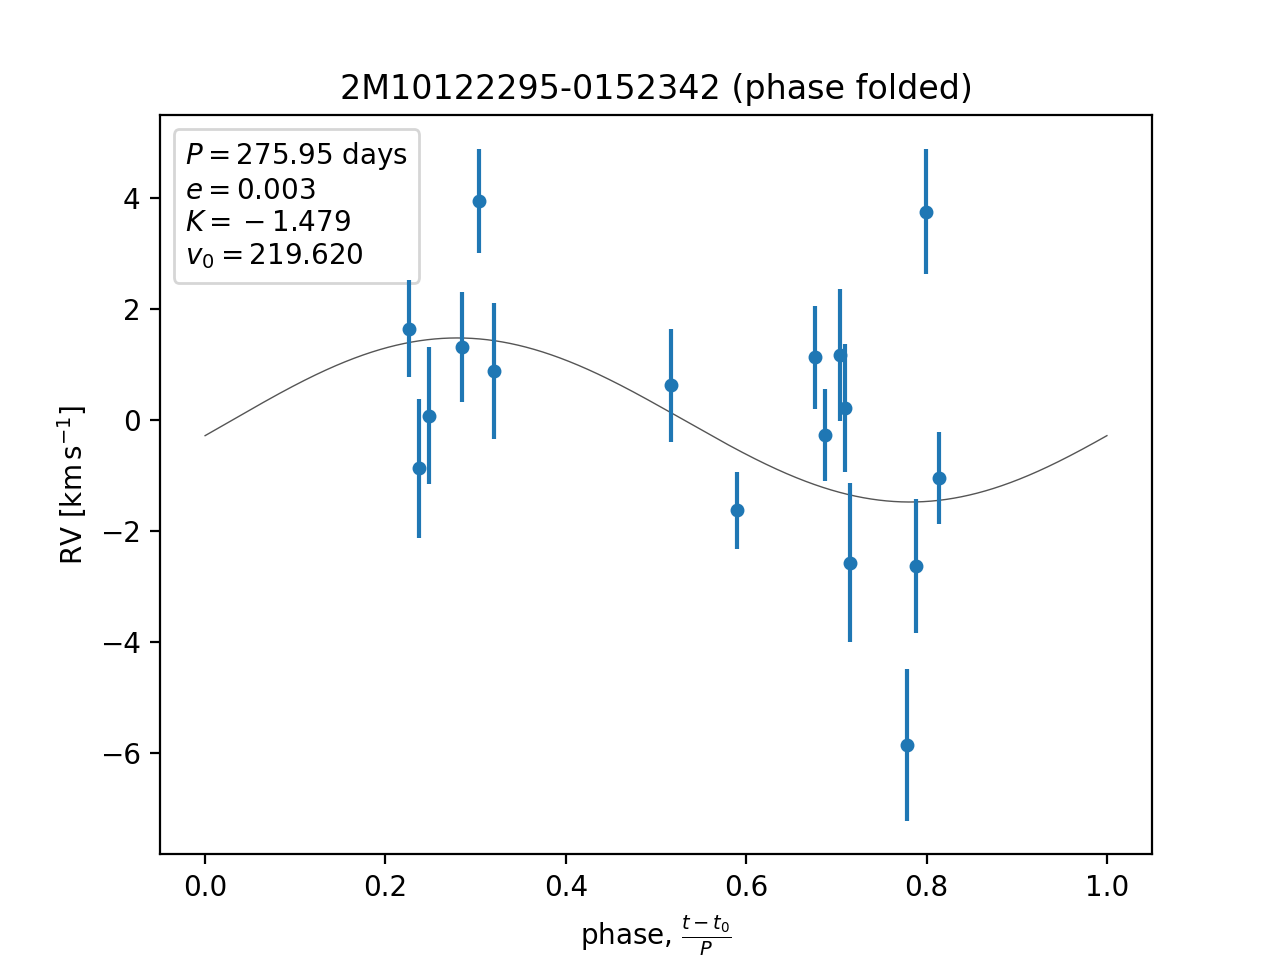 2M10122295-0152342 (phase folded)
P = 275.95 days
e = 0.003
K = −1.479
v₀ = 219.620
RV [km s⁻¹]
4
2
0
−2
−4
−6
0.0 0.2 0.4 0.6 0.8 1.0
phase, (t − t₀)/P